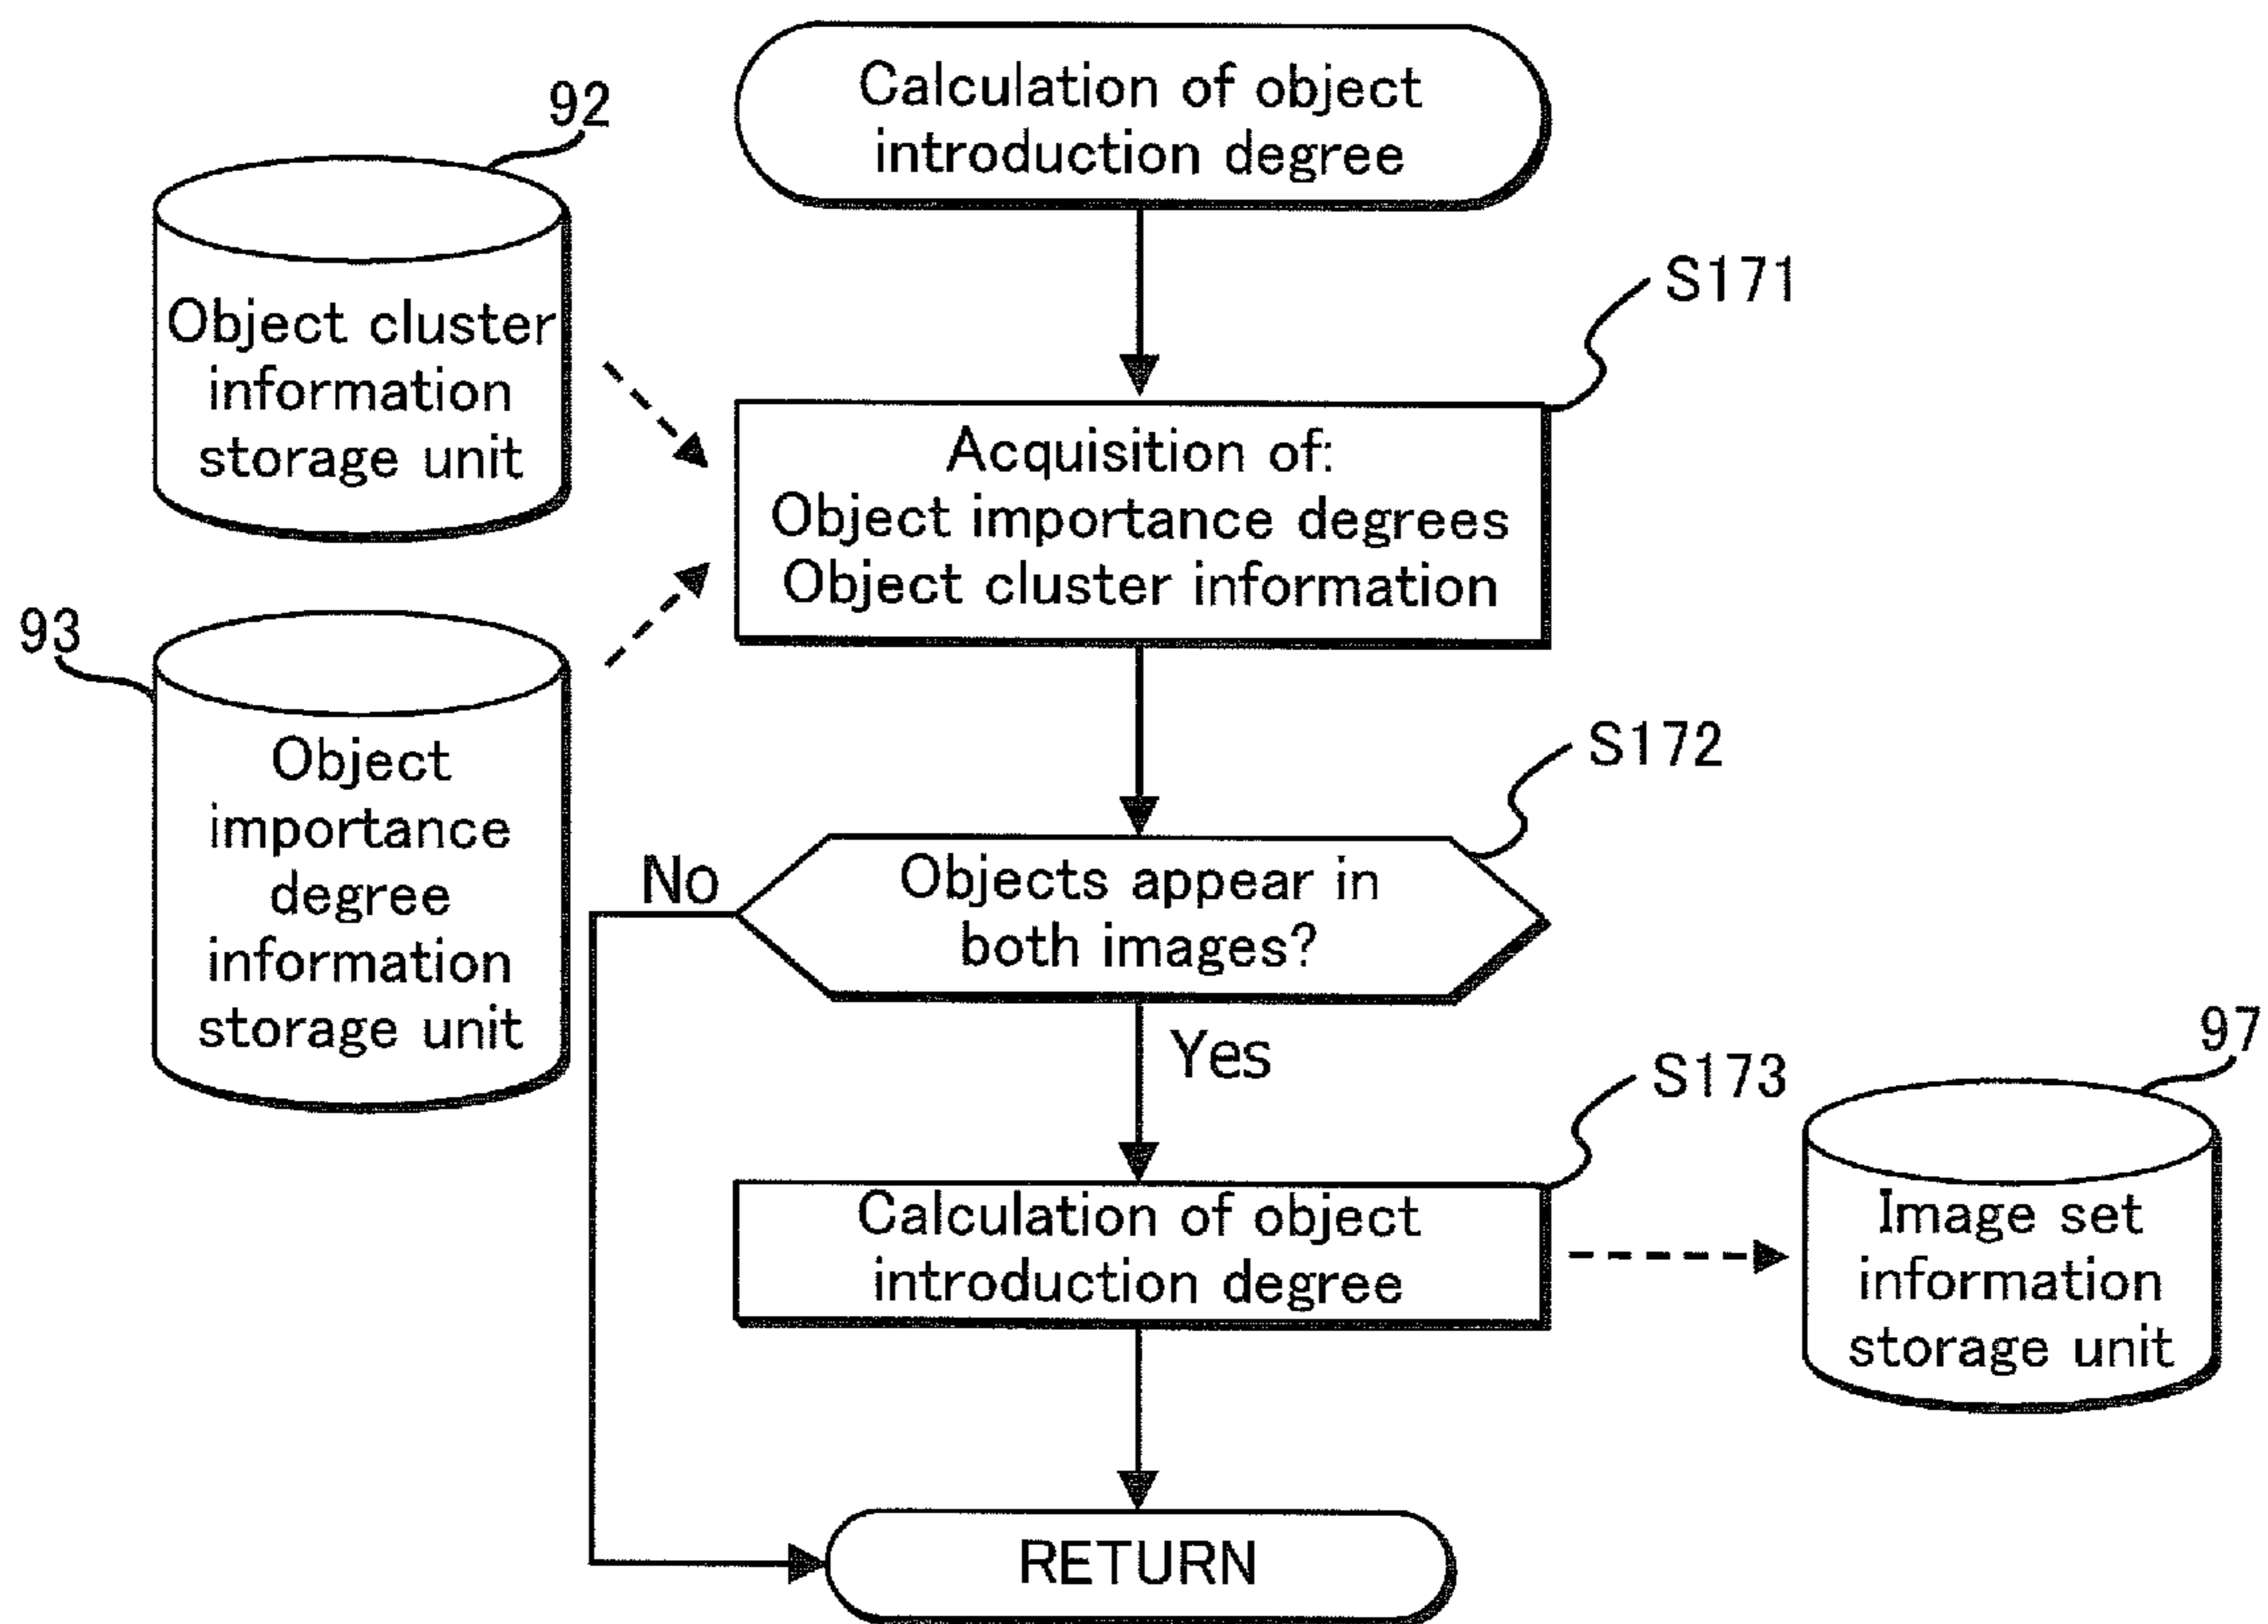 Calculation of object
introduction degree
92
Object cluster
information
storage unit
S171
Acquisition of:
Object importance degrees
Object cluster information
93
Object
importance
degree
information
storage unit
S172
Objects appear in
both images?
No
Yes
S173
Calculation of object
introduction degree
97
Image set
information
storage unit
RETURN